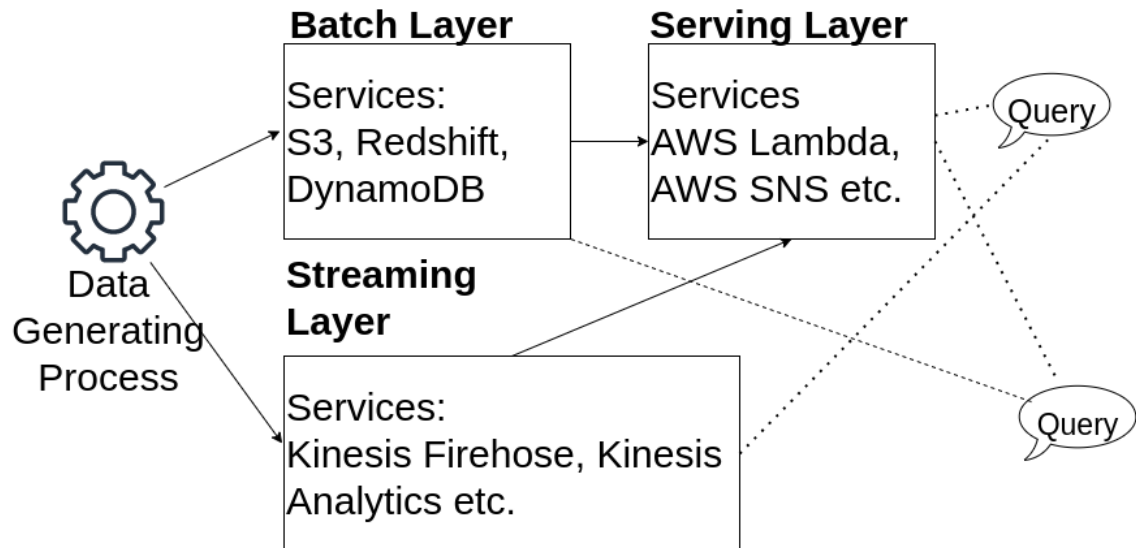 Batch Layer
Services:
S3, Redshift,
DynamoDB
Serving Layer
Services
AWS Lambda,
AWS SNS etc.
Query
Data
Generating
Process
Streaming
Layer
Services:
Kinesis Firehose, Kinesis
Analytics etc.
Query